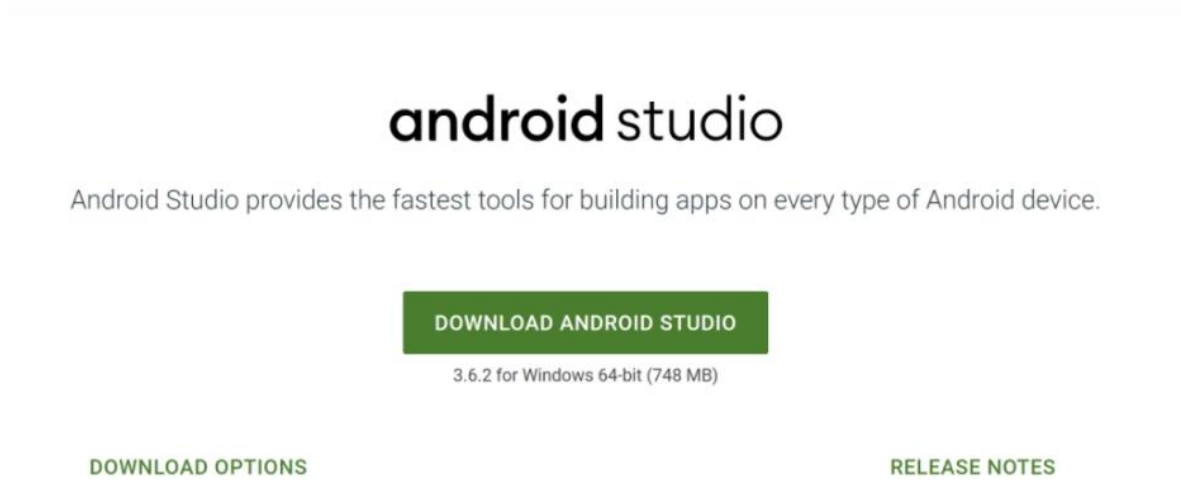 android studio
Android Studio provides the fastest tools for building apps on every type of Android device.
DOWNLOAD ANDROID STUDIO
3.6.2 for Windows 64-bit (748 MB)
DOWNLOAD OPTIONS
RELEASE NOTES